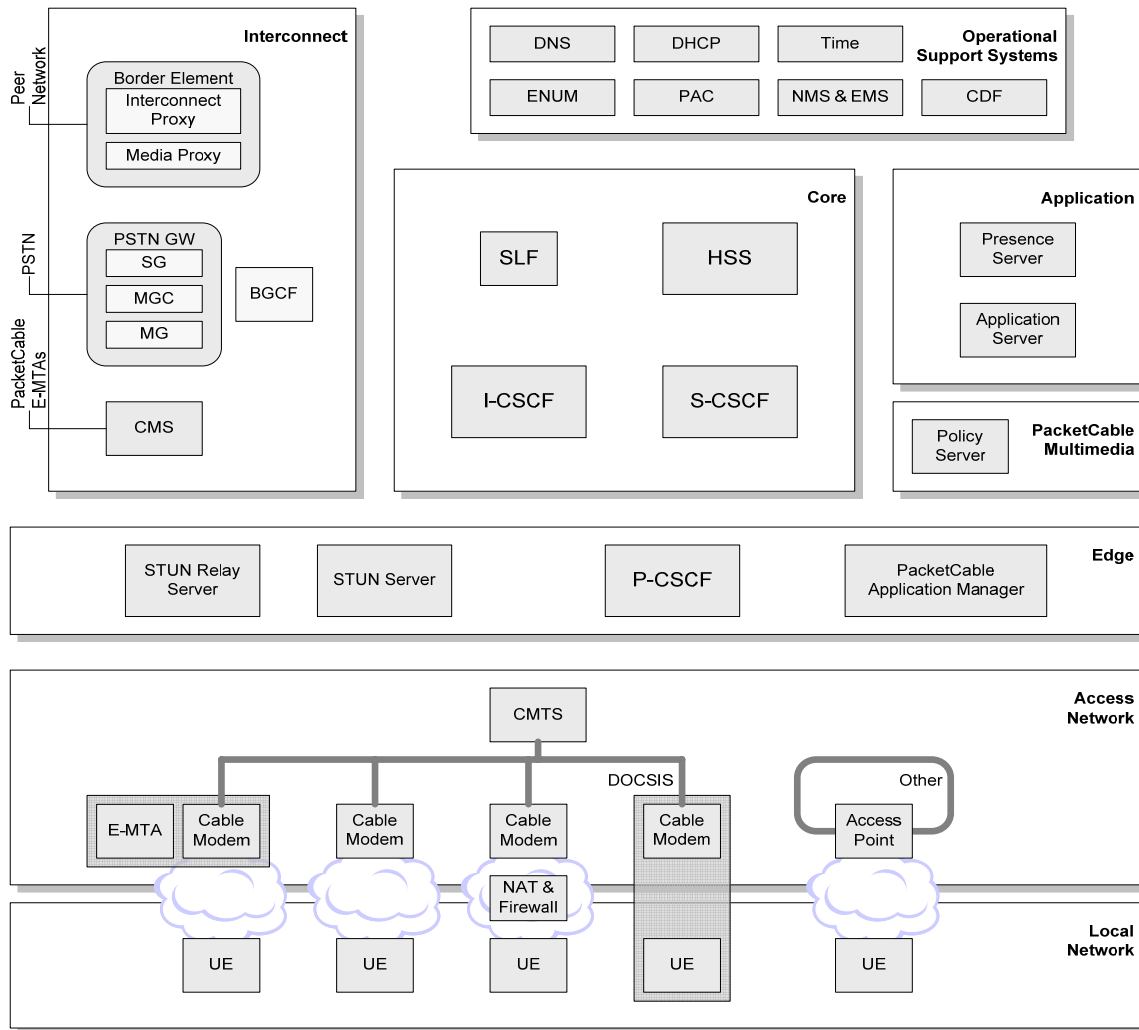 Interconnect
Peer
Network
Border Element
Interconnect
Proxy
Media Proxy
PSTN
PSTN GW
SG
MGC
MG
BGCF
PacketCable
E-MTAs
CMS
Operational
Support Systems
DNS
DHCP
Time
ENUM
PAC
NMS & EMS
CDF
Core
SLF
HSS
I-CSCF
S-CSCF
Application
Presence
Server
Application
Server
PacketCable
Multimedia
Policy
Server
Edge
STUN Relay
Server
STUN Server
P-CSCF
PacketCable
Application Manager
Access
Network
CMTS
DOCSIS
Other
E-MTA
Cable
Modem
Cable
Modem
Cable
Modem
Cable
Modem
Access
Point
NAT &
Firewall
Local
Network
UE
UE
UE
UE
UE